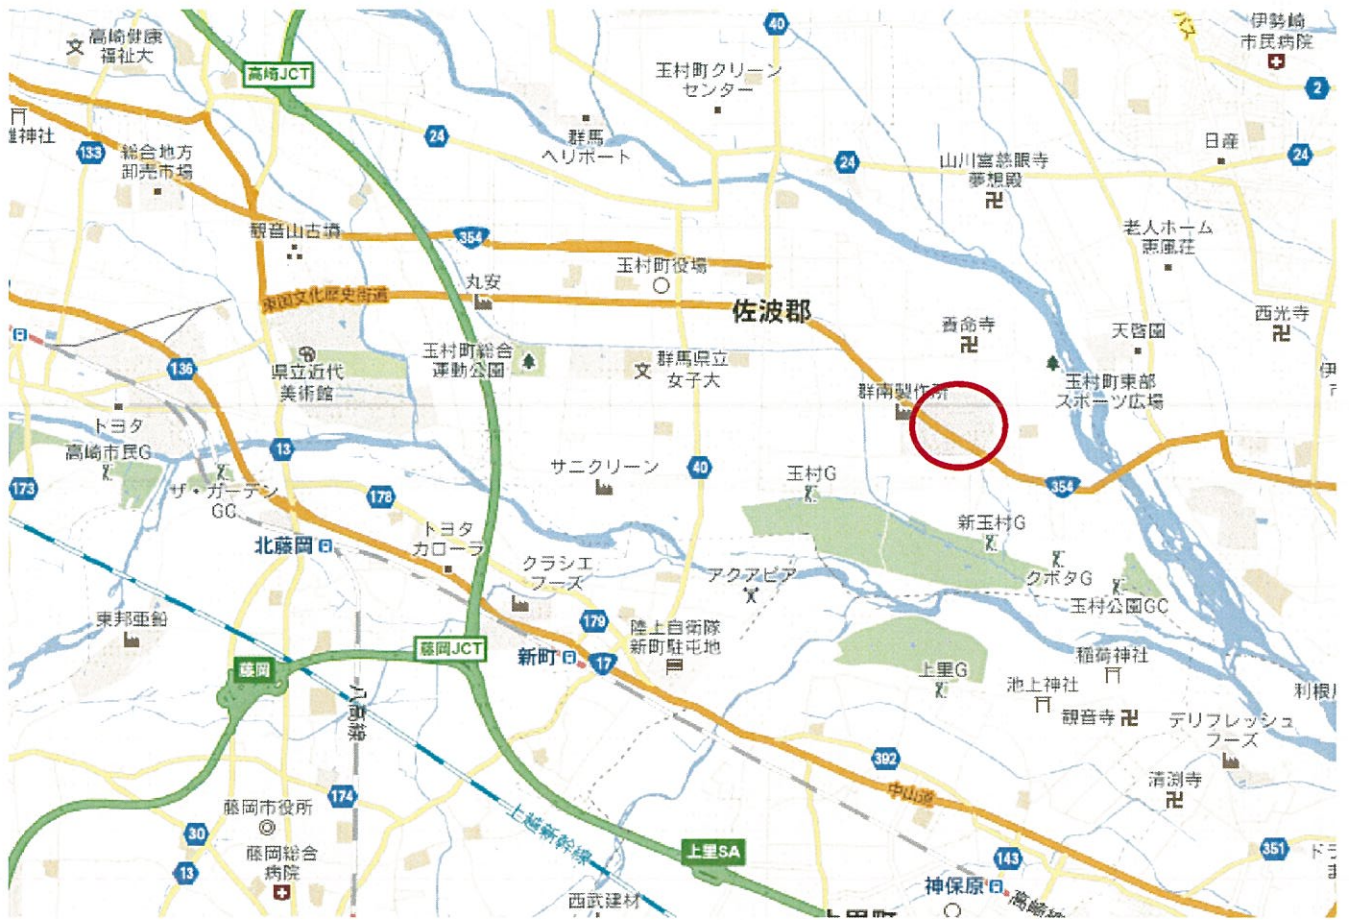 高崎健康
福祉大
高崎JCT
40
伊勢崎
市民病院
バス
玉村町クリーン
センター
2
雄神社
133
総合地方
卸売市場
24
群馬
ヘリポート
24
山川富慈眼寺
夢想殿
日産
24
観音山古墳
354
玉村町役場
老人ホーム
恵風荘
東国文化歴史街道
丸安
佐波郡
養命寺
天啓園
西光寺
136
県立近代
美術館
玉村町総合
運動公園
群馬県立
女子大
群南製作所
玉村町東部
スポーツ広場
伊
市
トヨタ
高崎市民G
13
173
ザ・ガーデン
GC
178
サニクリーン
40
玉村G
354
北藤岡
トヨタ
カローラ
クラシエ
フーズ
アクアピア
新玉村G
クボタG
玉村公園GC
東邦亜鉛
藤岡JCT
179
陸上自衛隊
新町駐屯地
新町
17
藤岡
八高線
上里G
稲荷神社
池上神社
観音寺
利根川
デリフレッシュ
フーズ
392
中山道
清渕寺
174
藤岡市役所
30
上越新幹線
藤岡総合
病院
13
上里SA
143
351
神保原
高崎線
西武建材
上里町